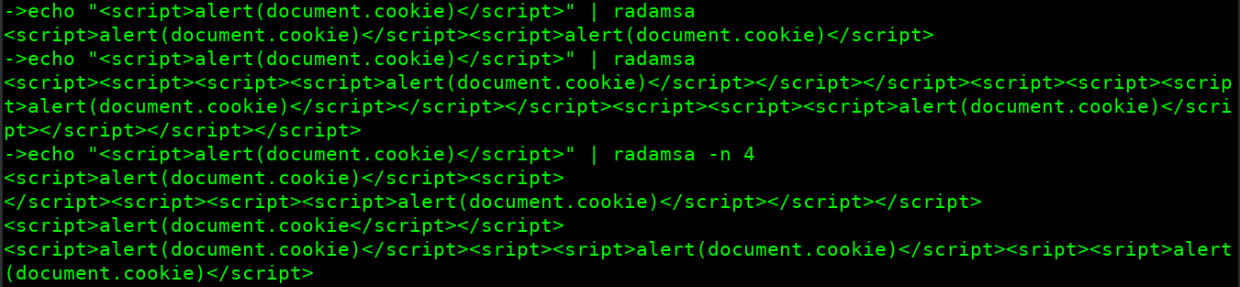 ->echo "<script>alert(document.cookie)</script>" | radamsa
<script>alert(document.cookie)</script><script>alert(document.cookie)</script>
->echo "<script>alert(document.cookie)</script>" | radamsa
<script><script><script><script>alert(document.cookie)</script></script></script><script><script><scrip
t>alert(document.cookie)</script></script></script><script><script><script>alert(document.cookie)</scri
pt></script></script></script>
->echo "<script>alert(document.cookie)</script>" | radamsa -n 4
<script>alert(document.cookie)</script><script>
</script><script><script><script>alert(document.cookie)</script></script></script>
<script>alert(document.cookie</script></script>
<script>alert(document.cookie)</script><sript><sript>alert(document.cookie)</script><sript><sript>alert
(document.cookie)</script>